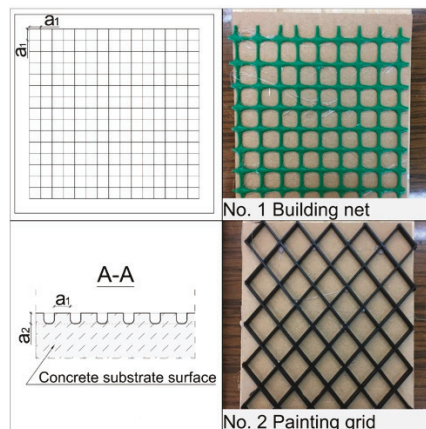 a1
a1
No. 1 Building net
A-A
a1
a2
Concrete substrate surface
No. 2 Painting grid